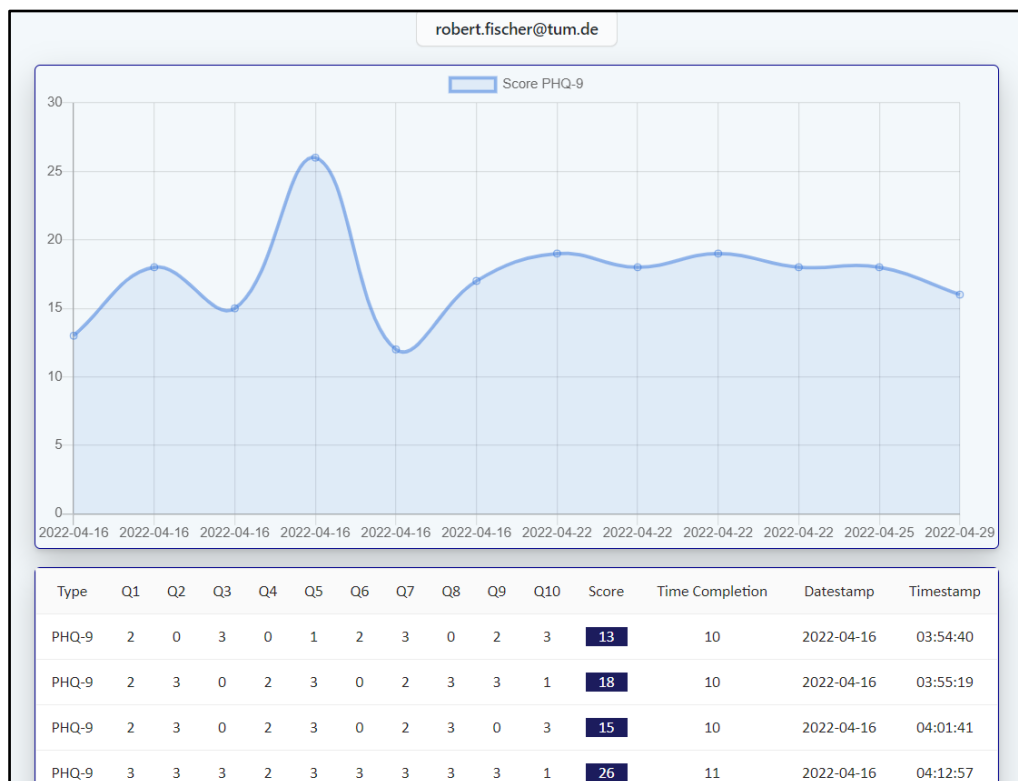 robert.fischer@tum.de
Score PHQ-9
30
25
20
15
10
5
0
2022-04-16 2022-04-16 2022-04-16 2022-04-16 2022-04-16 2022-04-16 2022-04-22 2022-04-22 2022-04-22 2022-04-22 2022-04-25 2022-04-29
Type Q1 Q2 Q3 Q4 Q5 Q6 Q7 Q8 Q9 Q10 Score Time Completion Datestamp Timestamp
PHQ-9 2 0 3 0 1 2 3 0 2 3 13 10 2022-04-16 03:54:40
PHQ-9 2 3 0 2 3 0 2 3 3 1 18 10 2022-04-16 03:55:19
PHQ-9 2 3 0 2 3 0 2 3 0 3 15 10 2022-04-16 04:01:41
PHQ-9 3 3 3 2 3 3 3 3 3 1 26 11 2022-04-16 04:12:57